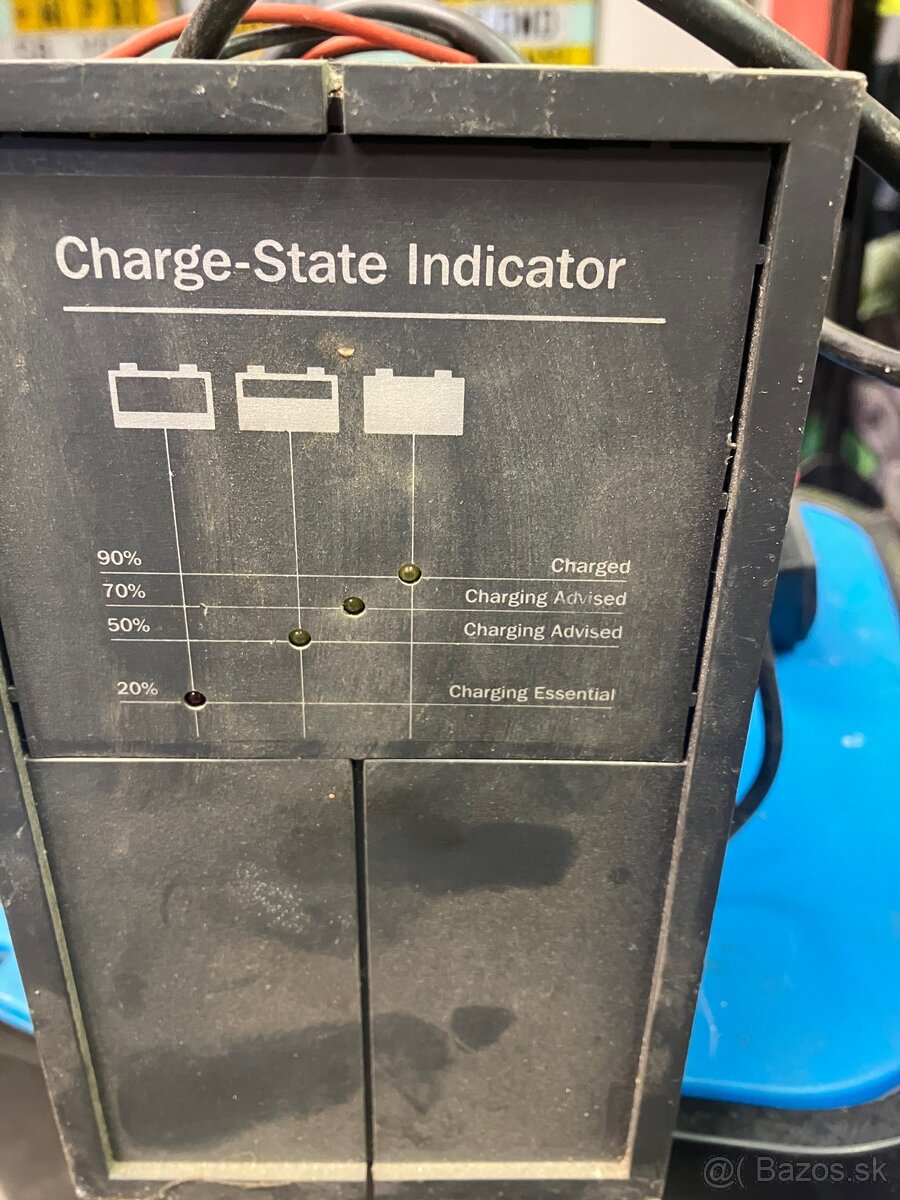 Charge-State Indicator
90% Charged
70% Charging Advised
50% Charging Advised
20% Charging Essential
@( Bazos.sk